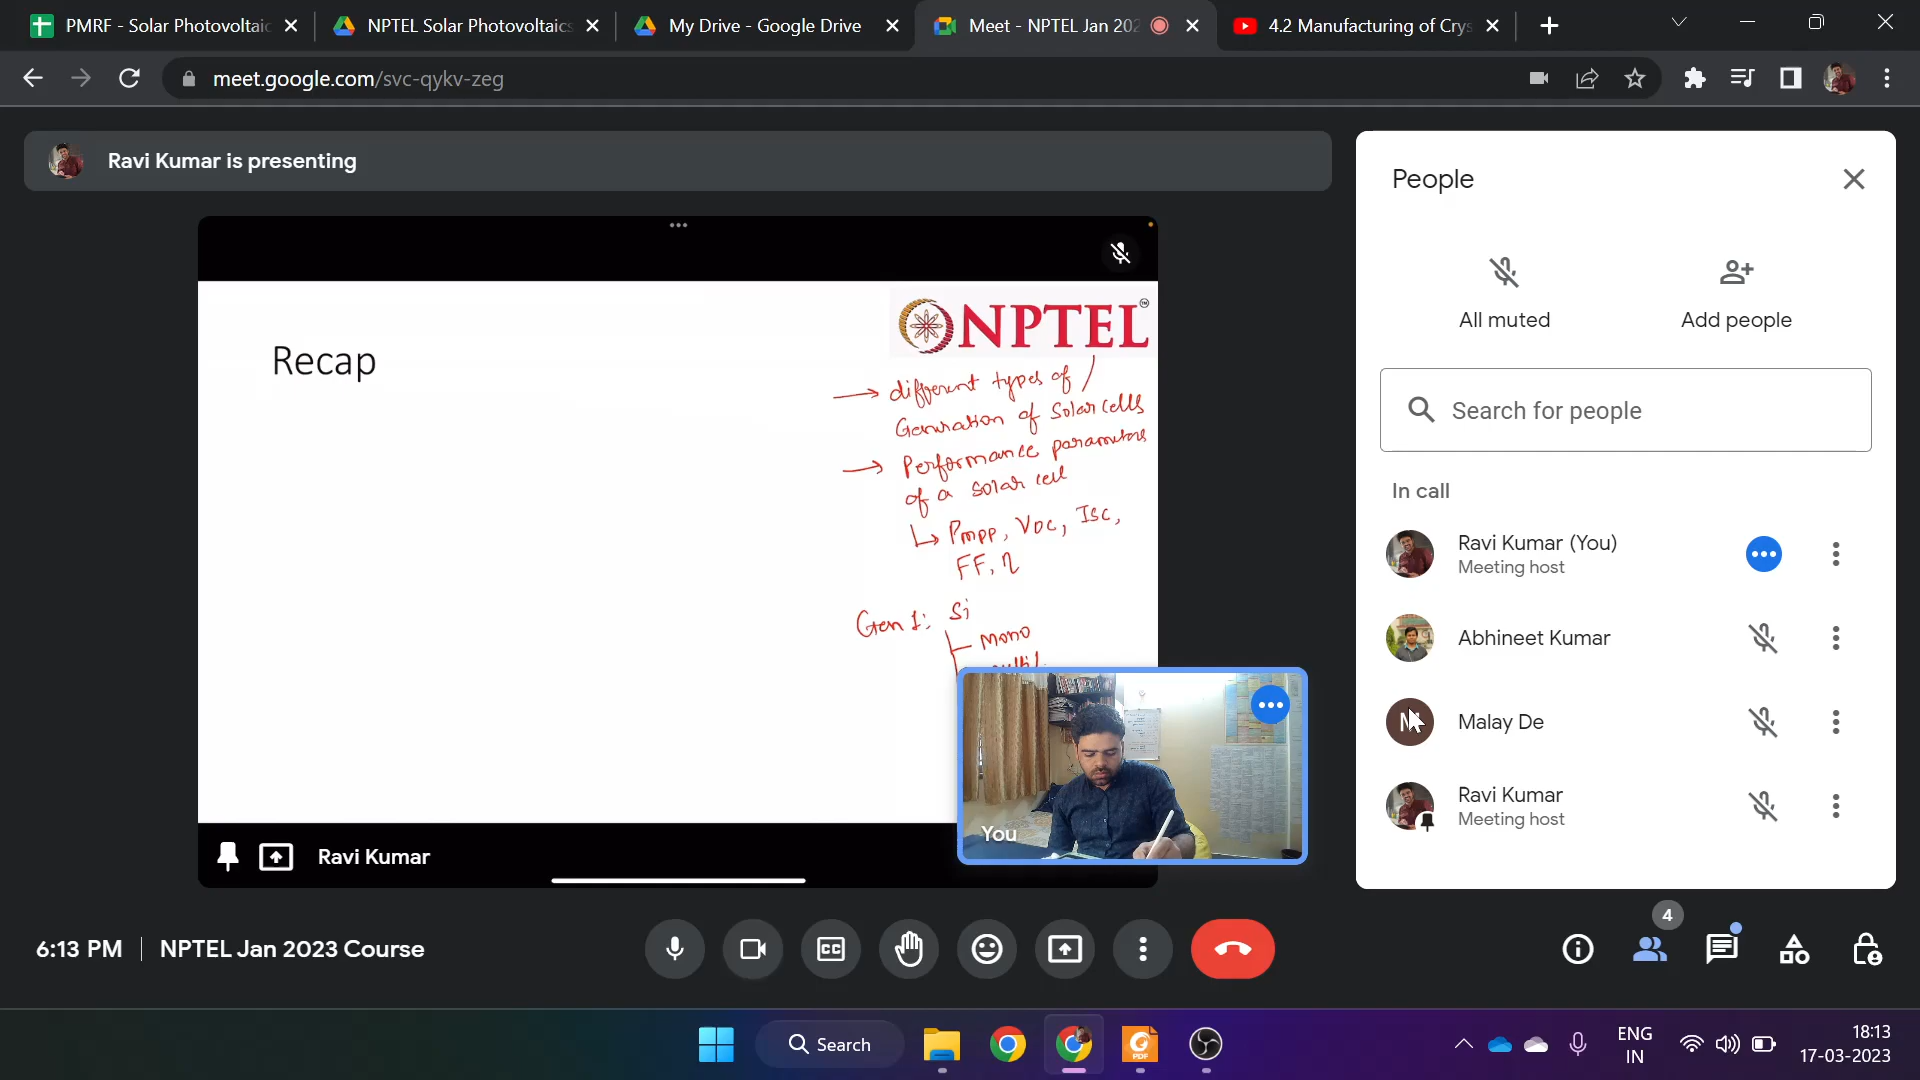 PMRF - Solar Photovoltaic
NPTEL Solar Photovoltaics
My Drive - Google Drive
Meet - NPTEL Jan 202
4.2 Manufacturing of Crys
meet.google.com/svc-qykv-zeg
Ravi Kumar is presenting
NPTEL™
Recap
→ different types of
Generation of Solar cells
→ Performance parameters
of a solar cell
↳ Pmpp, Voc, Isc,
FF, η
Gen 1: Si
Mono
You
Ravi Kumar
People
All muted
Add people
Search for people
In call
Ravi Kumar (You)
Meeting host
Abhineet Kumar
Malay De
Ravi Kumar
Meeting host
6:13 PM | NPTEL Jan 2023 Course
CC
4
Search
PDF
ENG
IN
18:13
17-03-2023